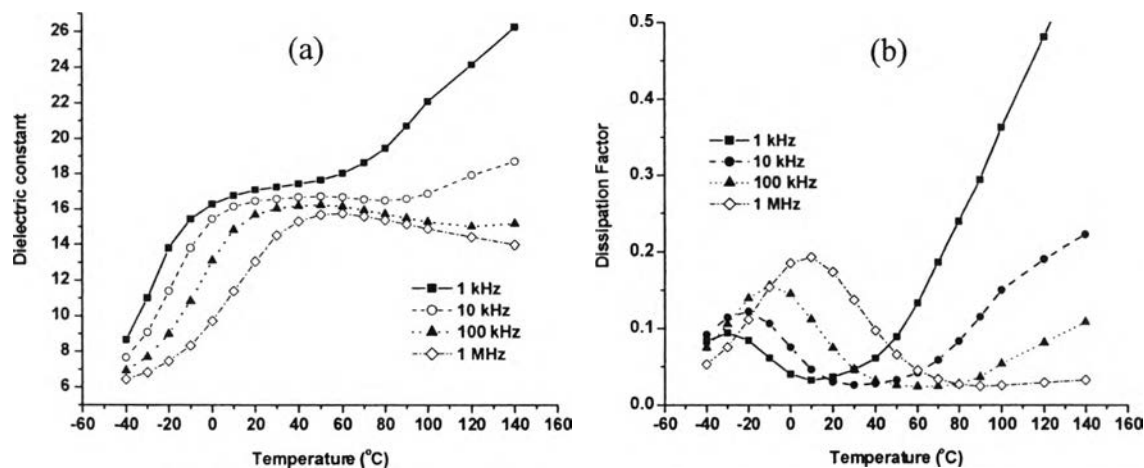 (a)
Dielectric constant
26
24
22
20
18
16
14
12
10
8
6
1 kHz
10 kHz
100 kHz
1 MHz
-60 -40 -20 0 20 40 60 80 100 120 140 160
Temperature (°C)
(b)
Dissipation Factor
0.5
0.4
0.3
0.2
0.1
0.0
1 kHz
10 kHz
100 kHz
1 MHz
-60 -40 -20 0 20 40 60 80 100 120 140 160
Temperature (°C)